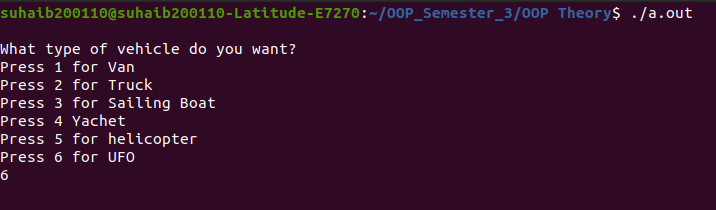 suhaib200110@suhaib200110-Latitude-E7270:~/OOP_Semester_3/OOP Theory$ ./a.out
What type of vehicle do you want?
Press 1 for Van
Press 2 for Truck
Press 3 for Sailing Boat
Press 4 Yachet
Press 5 for helicopter
Press 6 for UFO
6